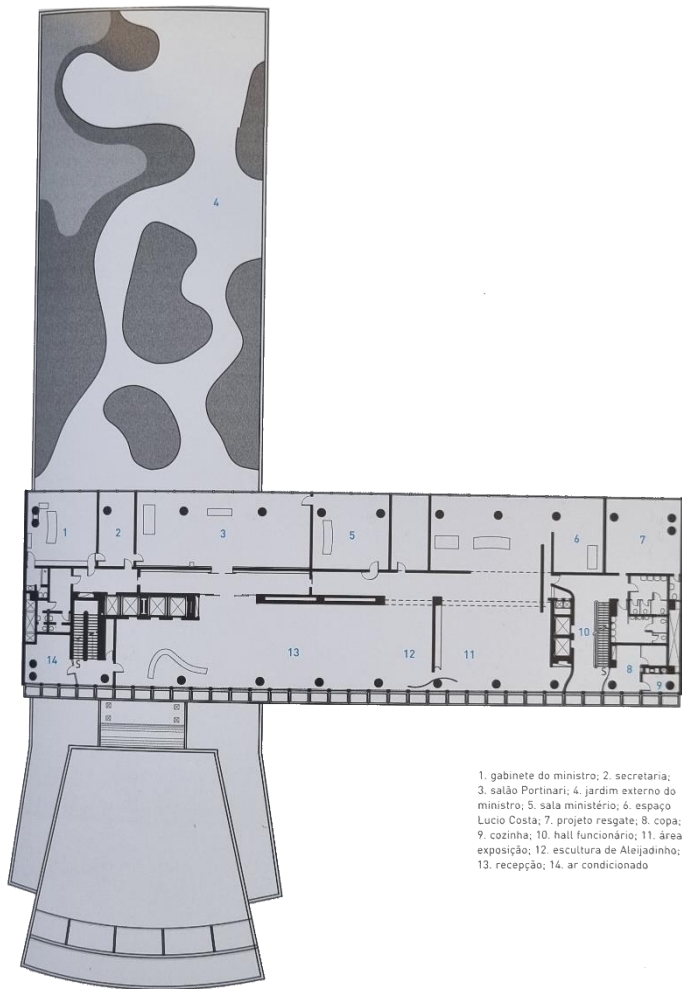 4
1
2
3
5
6
7
13
12
11
10
14
8
9
S
S
1. gabinete do ministro; 2. secretaria;
3. salão Portinari; 4. jardim externo do
ministro; 5. sala ministério; 6. espaço
Lucio Costa; 7. projeto resgate; 8. copa;
9. cozinha; 10. hall funcionário; 11. área
exposição; 12. escultura de Aleijadinho;
13. recepção; 14. ar condicionado